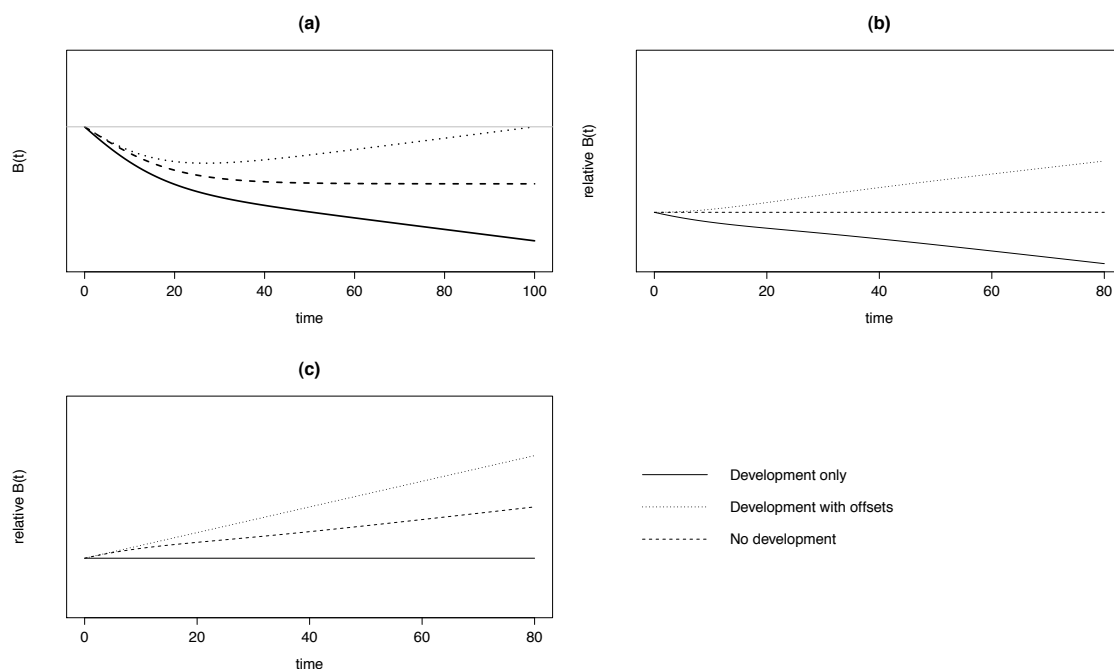 (a)
B(t)
0 20 40 60 80 100
time
(b)
relative B(t)
0 20 40 60 80
time
(c)
relative B(t)
0 20 40 60 80
time
Development only
Development with offsets
No development